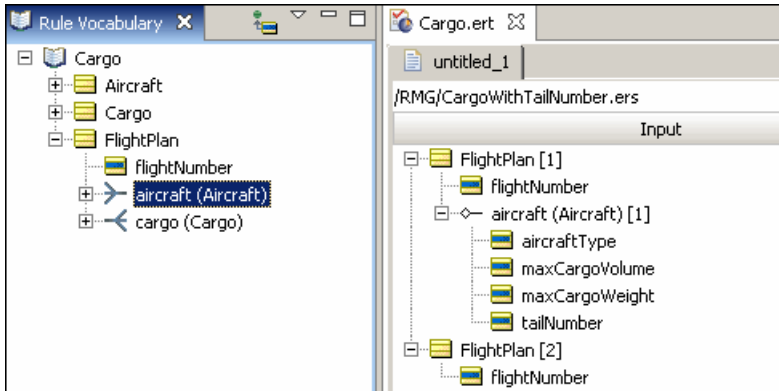 Rule Vocabulary
Cargo
Aircraft
Cargo
FlightPlan
flightNumber
aircraft (Aircraft)
cargo (Cargo)
Cargo.ert
untitled_1
/RMG/CargoWithTailNumber.ers
Input
FlightPlan [1]
flightNumber
aircraft (Aircraft) [1]
aircraftType
maxCargoVolume
maxCargoWeight
tailNumber
FlightPlan [2]
flightNumber